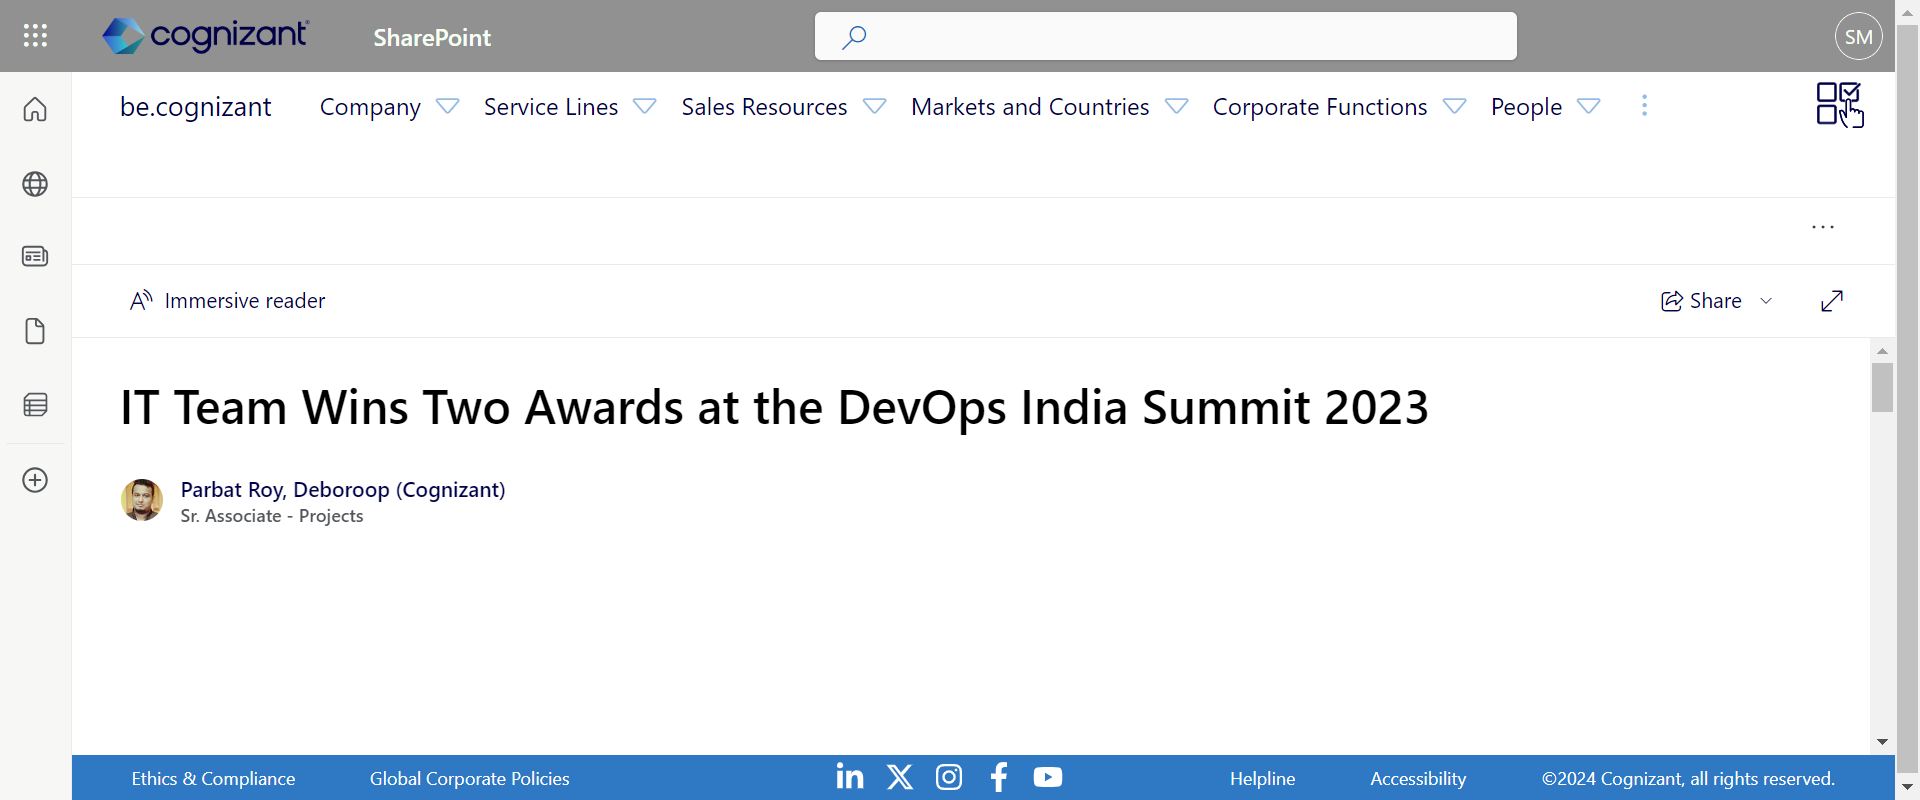 cognizant
SharePoint
SM
be.cognizant
Company
Service Lines
Sales Resources
Markets and Countries
Corporate Functions
People
Immersive reader
Share
IT Team Wins Two Awards at the DevOps India Summit 2023
Parbat Roy, Deboroop (Cognizant)
Sr. Associate - Projects
Ethics & Compliance
Global Corporate Policies
Helpline
Accessibility
©2024 Cognizant, all rights reserved.